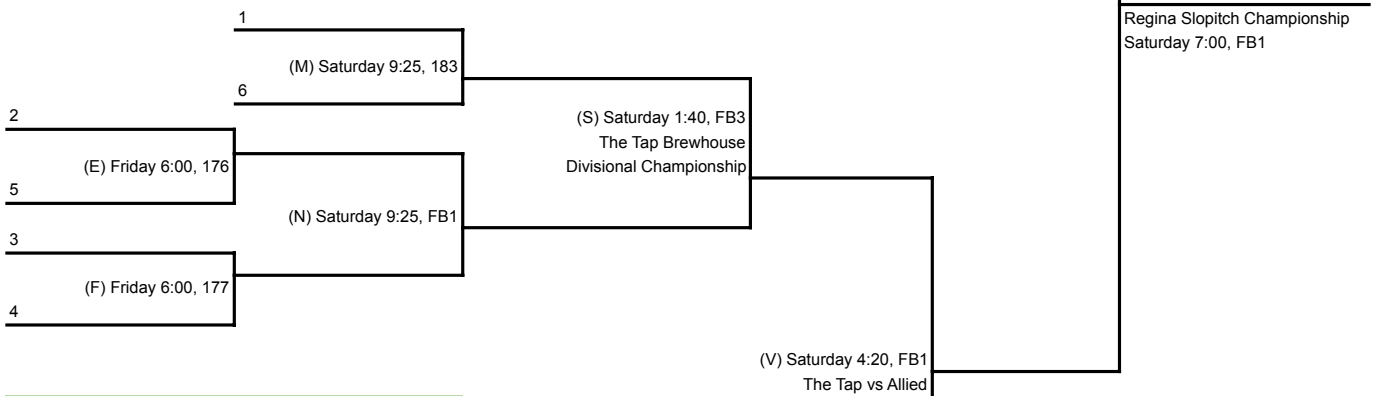 1
Regina Slopitch Championship
Saturday 7:00, FB1
(M) Saturday 9:25, 183
6
2
(S) Saturday 1:40, FB3
The Tap Brewhouse
Divisional Championship
(E) Friday 6:00, 176
5
(N) Saturday 9:25, FB1
3
(F) Friday 6:00, 177
4
(V) Saturday 4:20, FB1
The Tap vs Allied